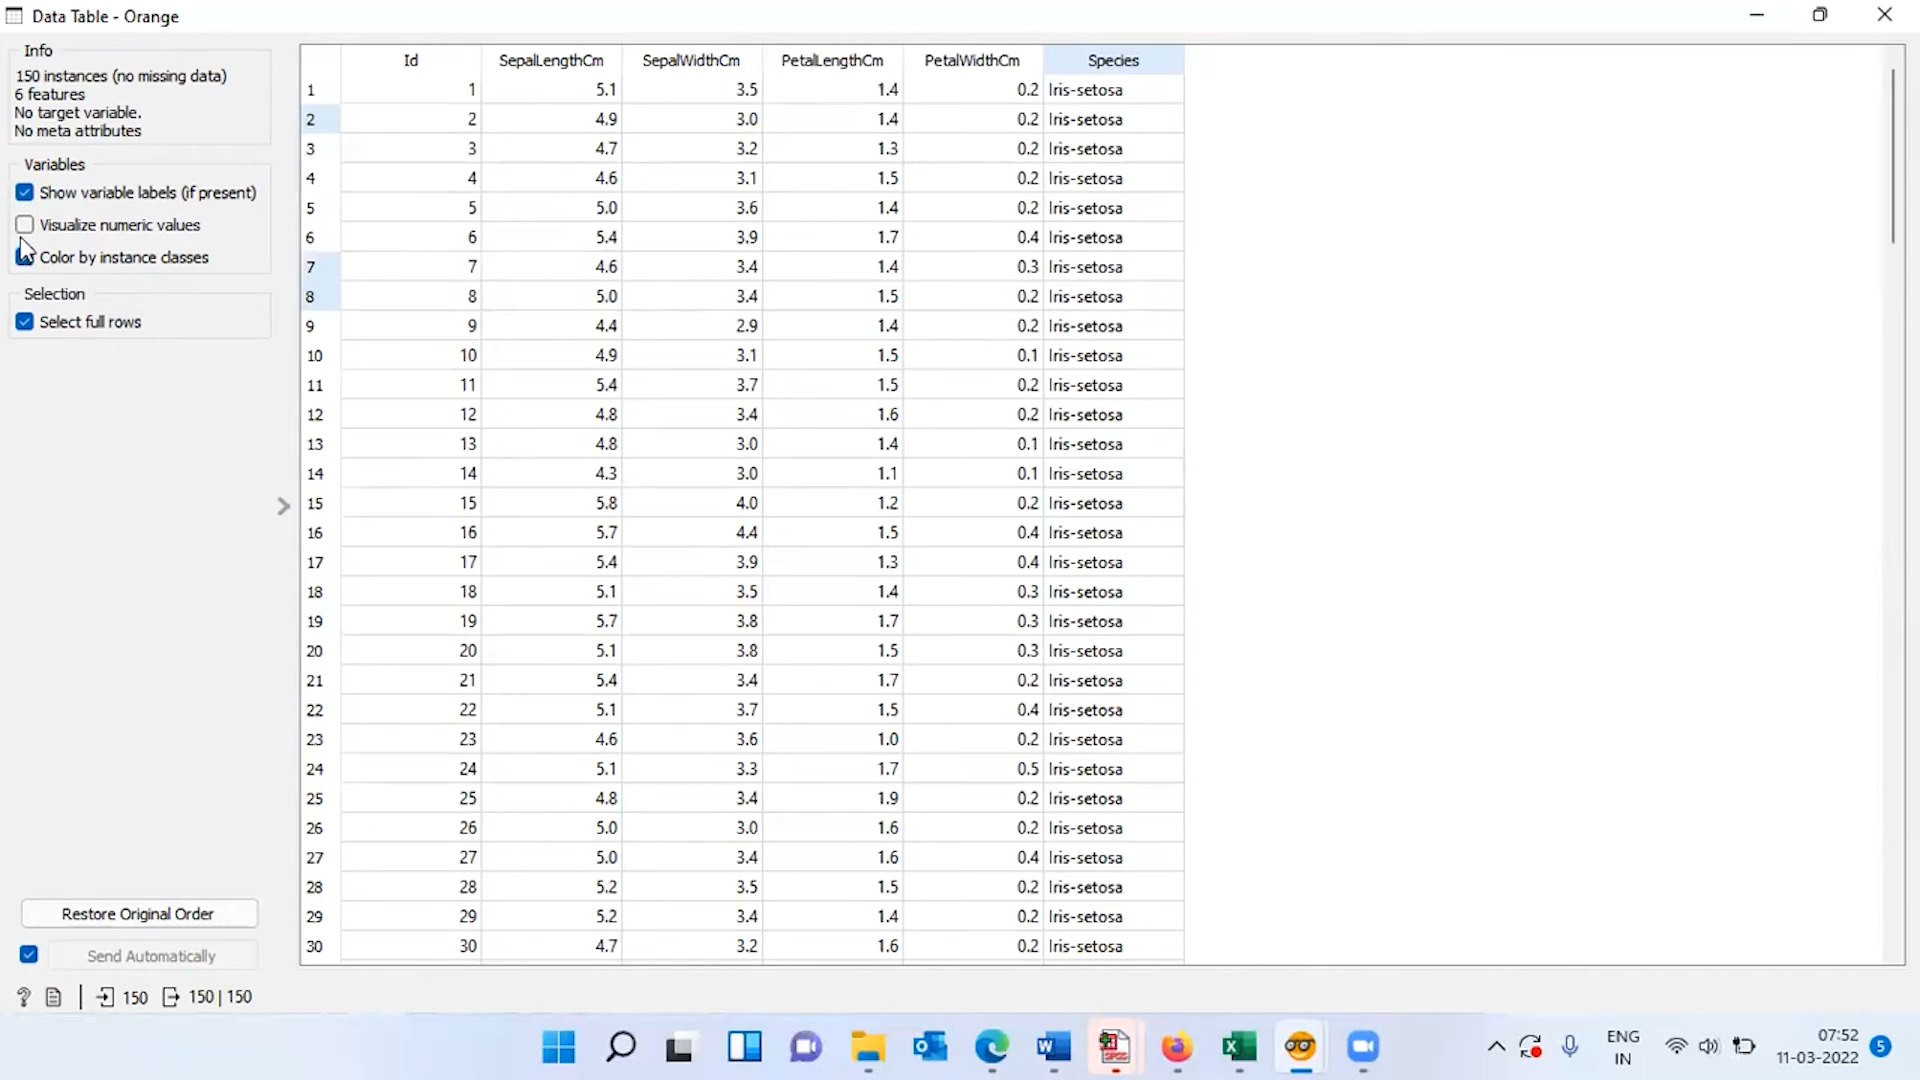 Data Table - Orange
Info
150 instances (no missing data)
6 features
No target variable.
No meta attributes
Variables
Show variable labels (if present)
Visualize numeric values
Color by instance classes
Selection
Select full rows
Restore Original Order
Send Automatically
150 150 | 150
Id SepalLengthCm SepalWidthCm PetalLengthCm PetalWidthCm Species
1 1 5.1 3.5 1.4 0.2 Iris-setosa
2 2 4.9 3.0 1.4 0.2 Iris-setosa
3 3 4.7 3.2 1.3 0.2 Iris-setosa
4 4 4.6 3.1 1.5 0.2 Iris-setosa
5 5 5.0 3.6 1.4 0.2 Iris-setosa
6 6 5.4 3.9 1.7 0.4 Iris-setosa
7 7 4.6 3.4 1.4 0.3 Iris-setosa
8 8 5.0 3.4 1.5 0.2 Iris-setosa
9 9 4.4 2.9 1.4 0.2 Iris-setosa
10 10 4.9 3.1 1.5 0.1 Iris-setosa
11 11 5.4 3.7 1.5 0.2 Iris-setosa
12 12 4.8 3.4 1.6 0.2 Iris-setosa
13 13 4.8 3.0 1.4 0.1 Iris-setosa
14 14 4.3 3.0 1.1 0.1 Iris-setosa
15 15 5.8 4.0 1.2 0.2 Iris-setosa
16 16 5.7 4.4 1.5 0.4 Iris-setosa
17 17 5.4 3.9 1.3 0.4 Iris-setosa
18 18 5.1 3.5 1.4 0.3 Iris-setosa
19 19 5.7 3.8 1.7 0.3 Iris-setosa
20 20 5.1 3.8 1.5 0.3 Iris-setosa
21 21 5.4 3.4 1.7 0.2 Iris-setosa
22 22 5.1 3.7 1.5 0.4 Iris-setosa
23 23 4.6 3.6 1.0 0.2 Iris-setosa
24 24 5.1 3.3 1.7 0.5 Iris-setosa
25 25 4.8 3.4 1.9 0.2 Iris-setosa
26 26 5.0 3.0 1.6 0.2 Iris-setosa
27 27 5.0 3.4 1.6 0.4 Iris-setosa
28 28 5.2 3.5 1.5 0.2 Iris-setosa
29 29 5.2 3.4 1.4 0.2 Iris-setosa
30 30 4.7 3.2 1.6 0.2 Iris-setosa
SPSS
ENG
IN
07:52
11-03-2022
5